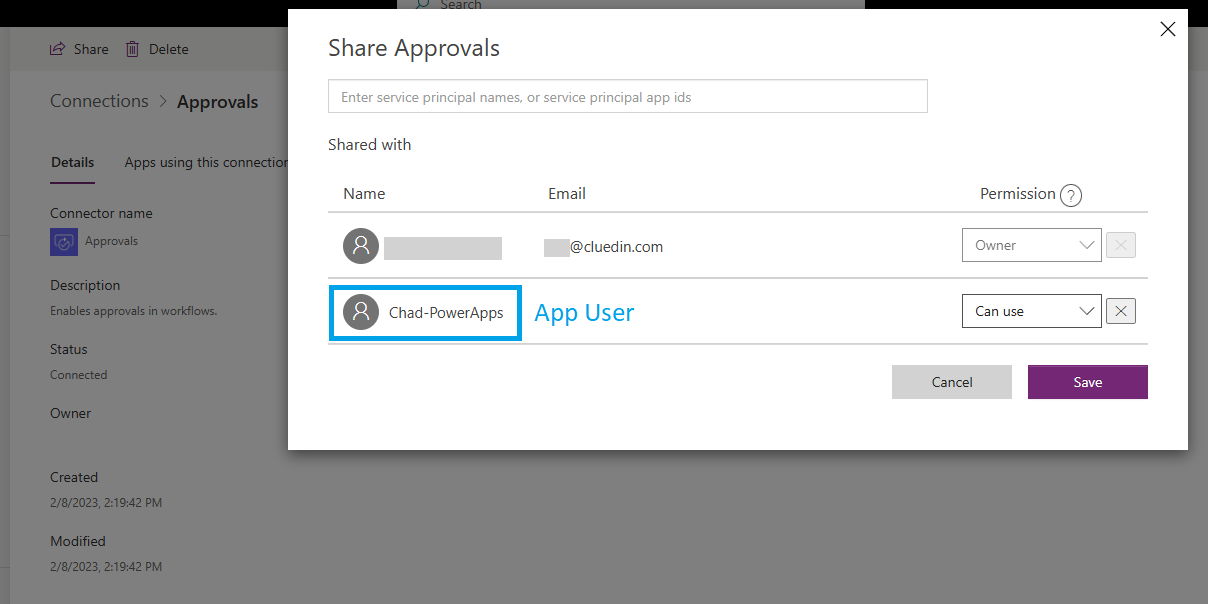 Search
Share Delete
Connections > Approvals
Details Apps using this connection
Connector name
Approvals
Description
Enables approvals in workflows.
Status
Connected
Owner
Created
2/8/2023, 2:19:42 PM
Modified
2/8/2023, 2:19:42 PM
Share Approvals
Enter service principal names, or service principal app ids
Shared with
Name Email Permission ?
@cluedin.com Owner
Chad-PowerApps App User Can use
Cancel Save